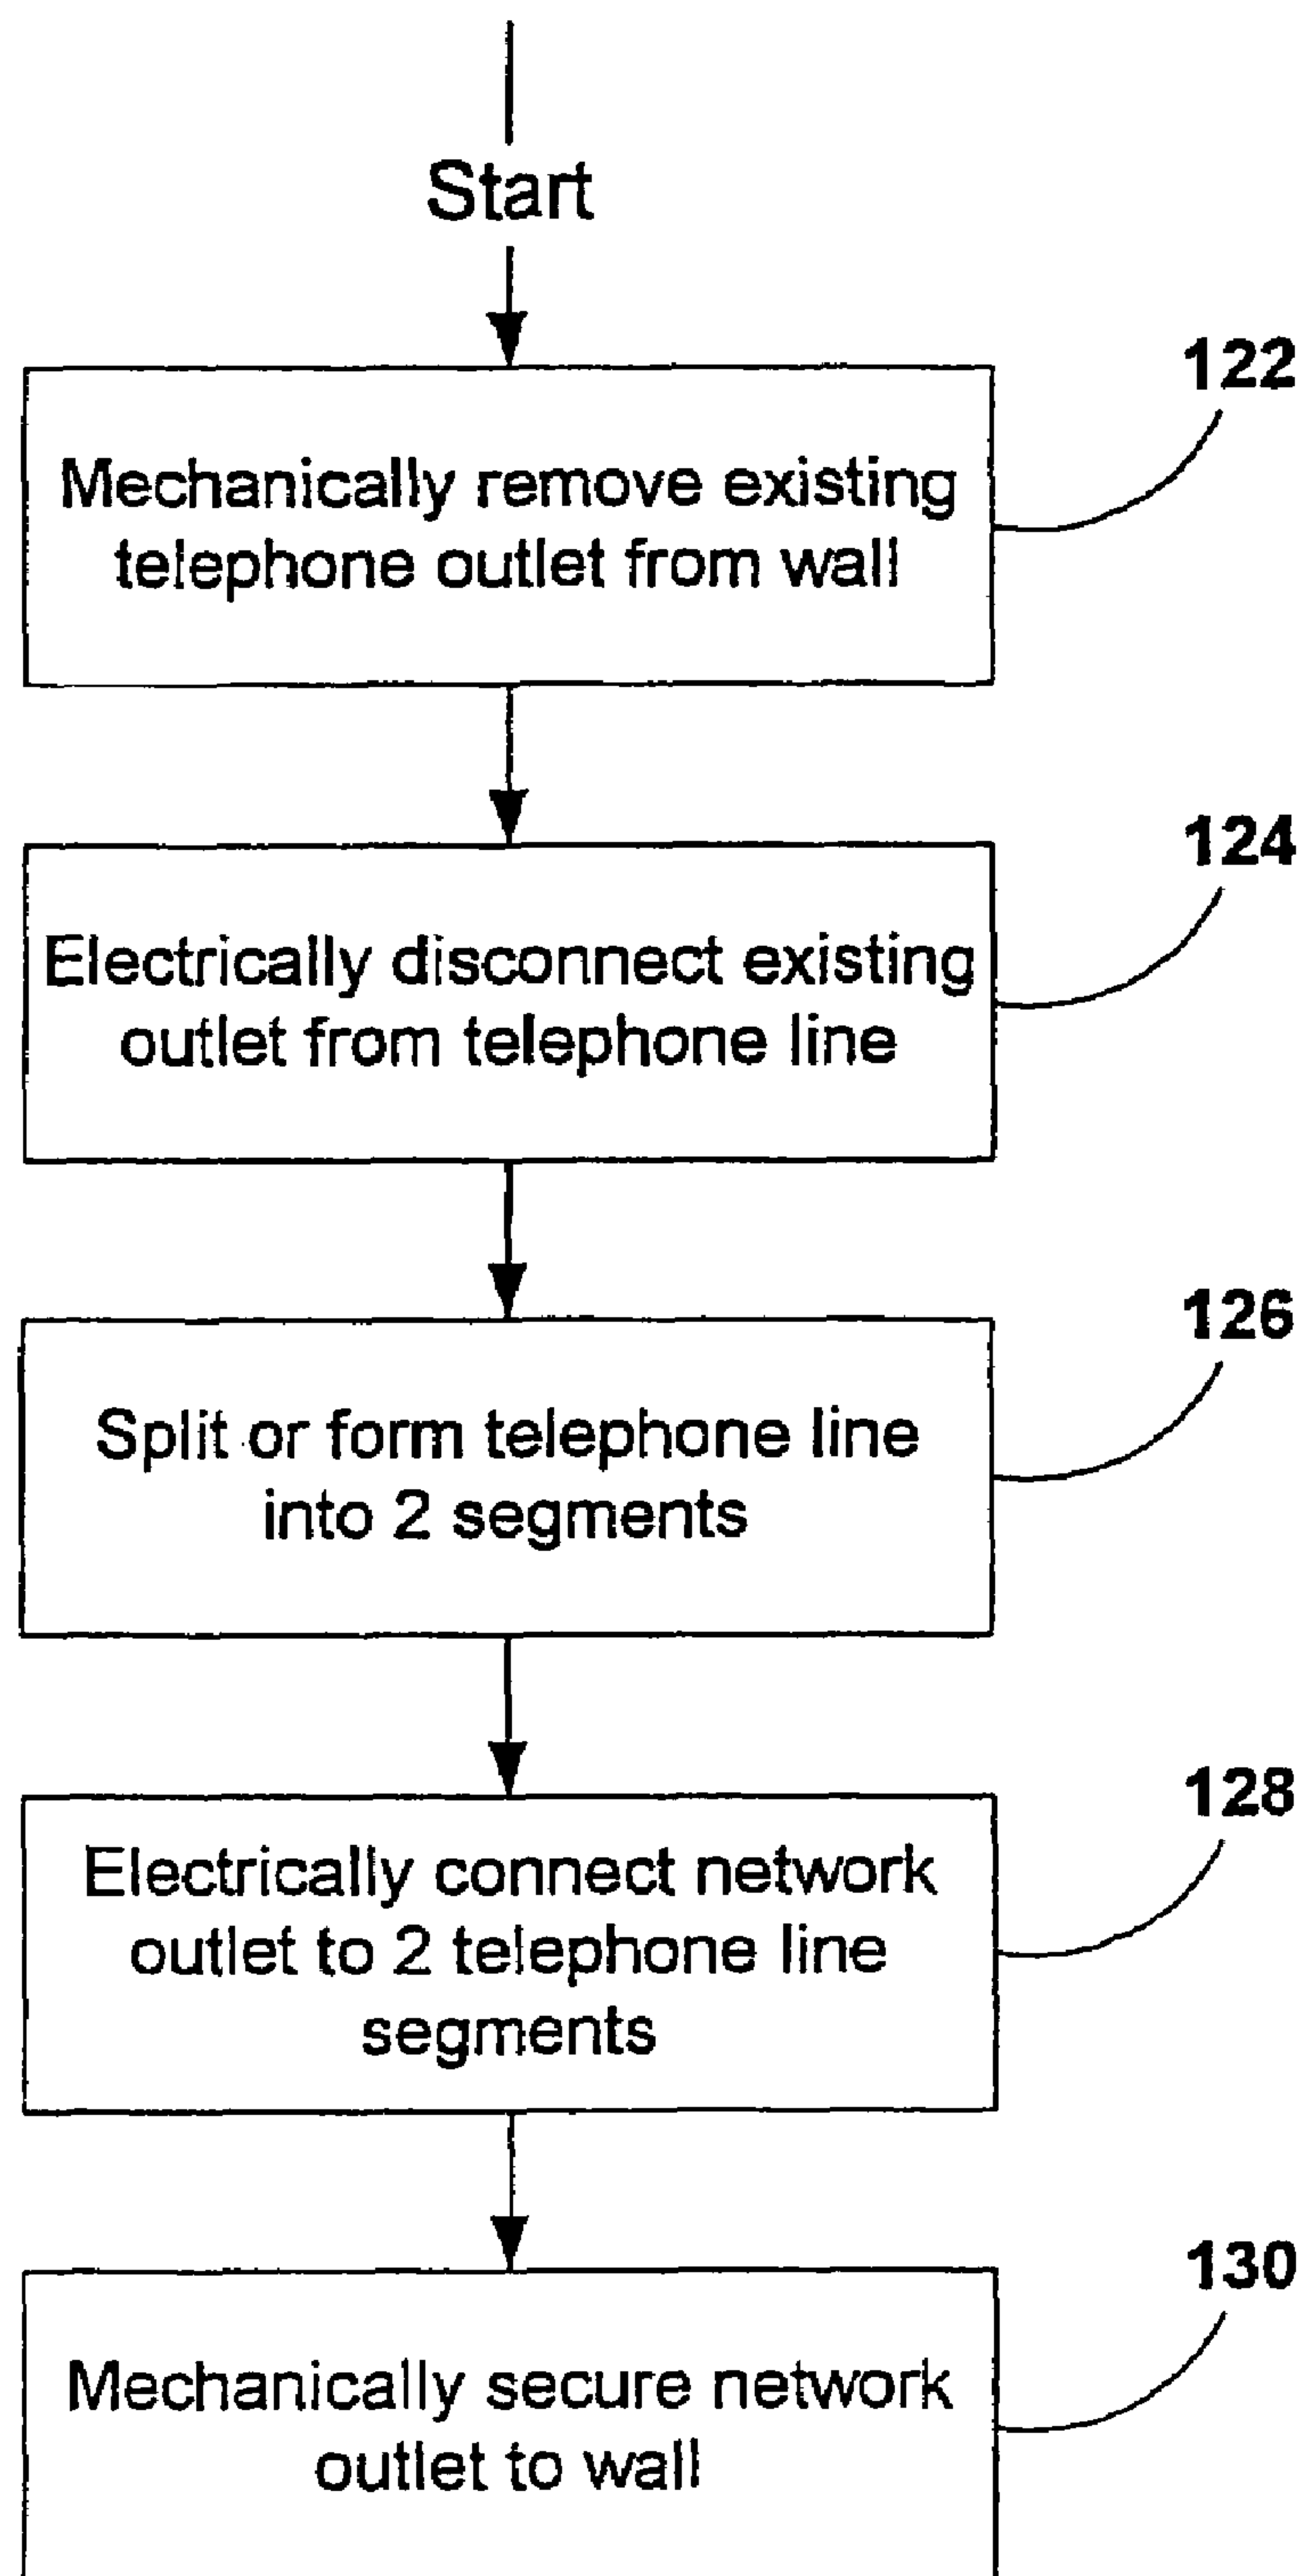 Start
122
Mechanically remove existing
telephone outlet from wall
124
Electrically disconnect existing
outlet from telephone line
126
Split or form telephone line
into 2 segments
128
Electrically connect network
outlet to 2 telephone line
segments
130
Mechanically secure network
outlet to wall